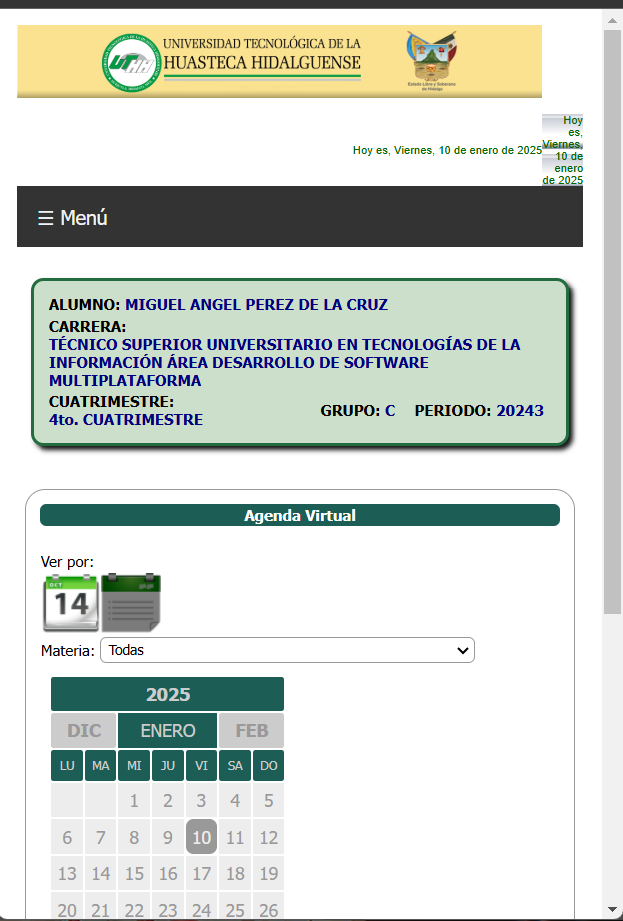 UNIVERSIDAD TECNOLÓGICA DE LA
HUASTECA HIDALGUENSE
UTHH
Estado Libre y Soberano
de Hidalgo
Hoy es, Viernes, 10 de enero de 2025
Hoy
es,
Viernes,
10 de
enero
de 2025
☰ Menú
ALUMNO: MIGUEL ANGEL PEREZ DE LA CRUZ
CARRERA:
TÉCNICO SUPERIOR UNIVERSITARIO EN TECNOLOGÍAS DE LA
INFORMACIÓN ÁREA DESARROLLO DE SOFTWARE
MULTIPLATAFORMA
CUATRIMESTRE:
4to. CUATRIMESTRE
GRUPO: C PERIODO: 20243
Agenda Virtual
Ver por:
OCT
14
Materia: Todas
2025
DIC ENERO FEB
LU MA MI JU VI SA DO
1 2 3 4 5
6 7 8 9 10 11 12
13 14 15 16 17 18 19
20 21 22 23 24 25 26